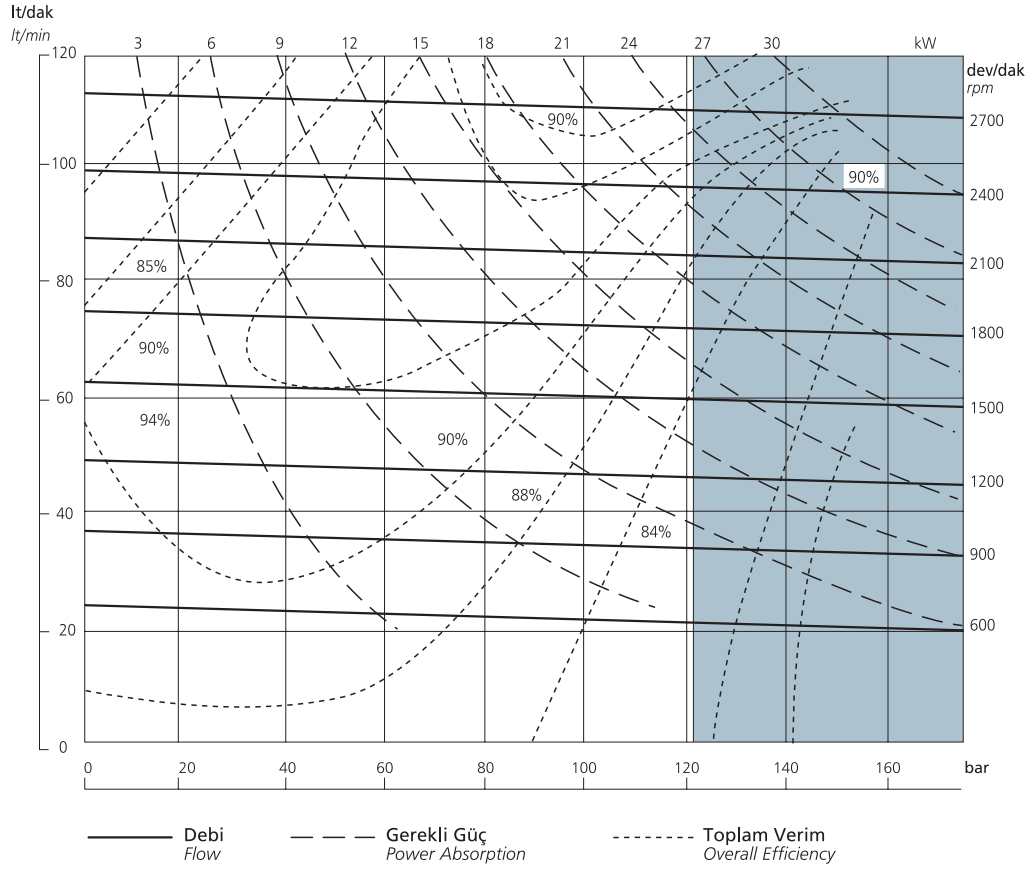 lt/dak
lt/min
3 6 9 12 15 18 21 24 27 30 kW
120
dev/dak
rpm
90%
2700
100
90%
2400
85%
2100
80
90%
1800
94%
60
1500
90%
88%
1200
40
84%
900
20
600
0
0 20 40 60 80 100 120 140 160 bar
Debi
Flow
Gerekli Güç
Power Absorption
Toplam Verim
Overall Efficiency